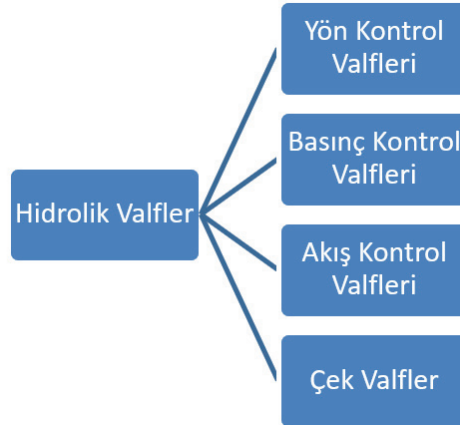 Yön Kontrol
Valfleri
Basınç Kontrol
Valfleri
Hidrolik Valfler
Akış Kontrol
Valfleri
Çek Valfler